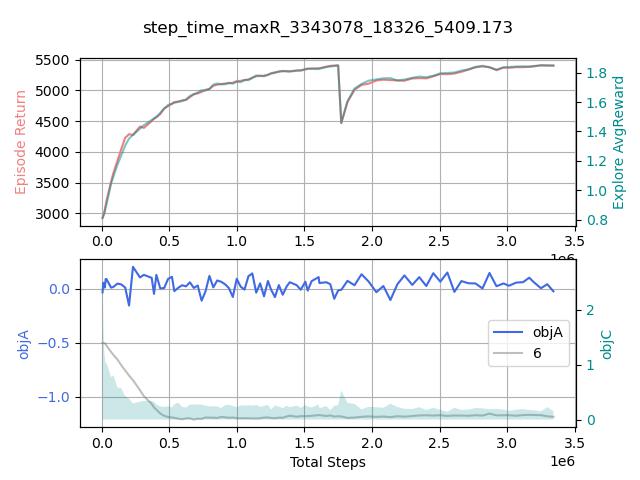 step_time_maxR_3343078_18326_5409.173
5500
5000
4500
4000
3500
3000
Episode Return
1.8
1.6
1.4
1.2
1.0
0.8
Explore AvgReward
0.0 0.5 1.0 1.5 2.0 2.5 3.0 3.5
1e6
0.0
−0.5
−1.0
objA
2
1
0
objC
objA
6
0.0 0.5 1.0 1.5 2.0 2.5 3.0 3.5
Total Steps
1e6